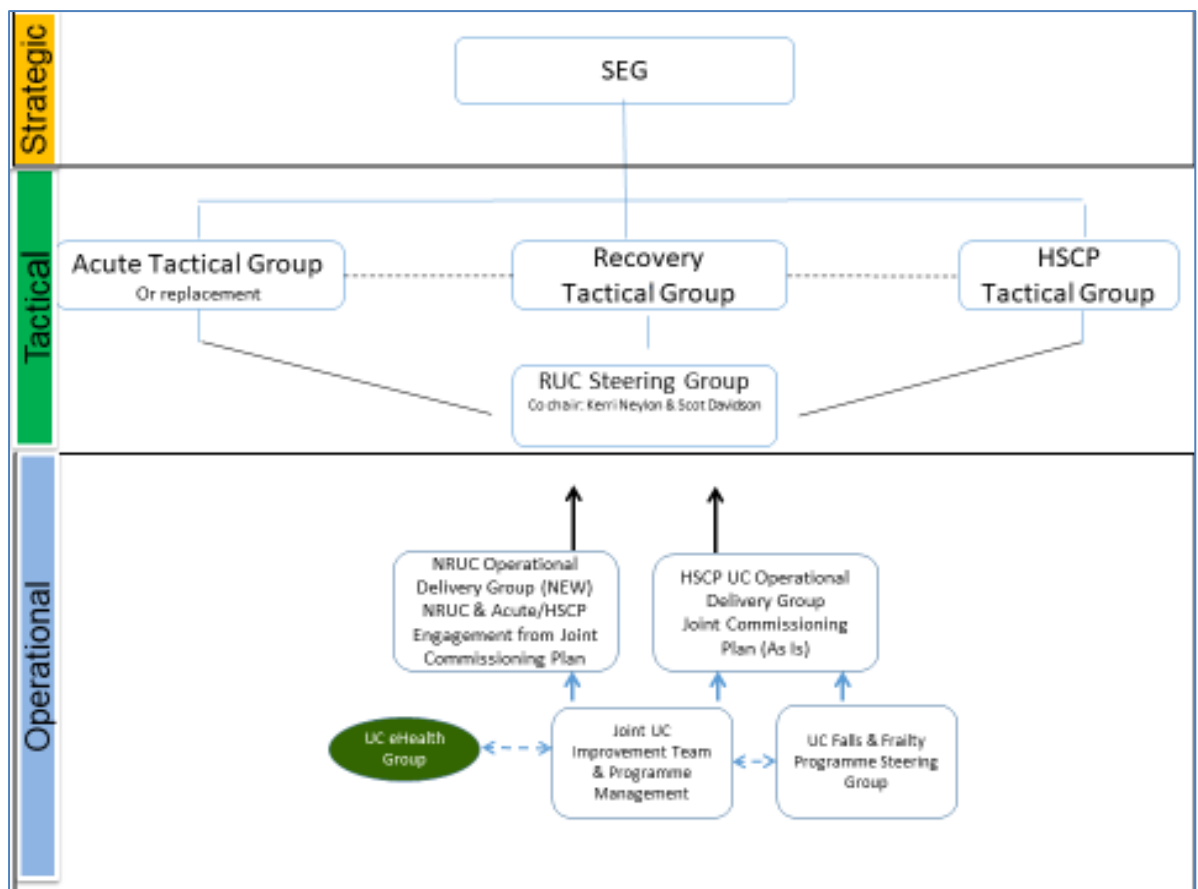 Strategic
SEG
Tactical
Acute Tactical Group
Or replacement
Recovery
Tactical Group
HSCP
Tactical Group
RUC Steering Group
Co chair: Kerri Neylon & Scot Davidson
Operational
NRUC Operational
Delivery Group (NEW)
NRUC & Acute/HSCP
Engagement from Joint
Commissioning Plan
HSCP UC Operational
Delivery Group
Joint Commissioning
Plan (As Is)
UC eHealth
Group
Joint UC
Improvement Team
& Programme
Management
UC Falls & Frailty
Programme Steering
Group